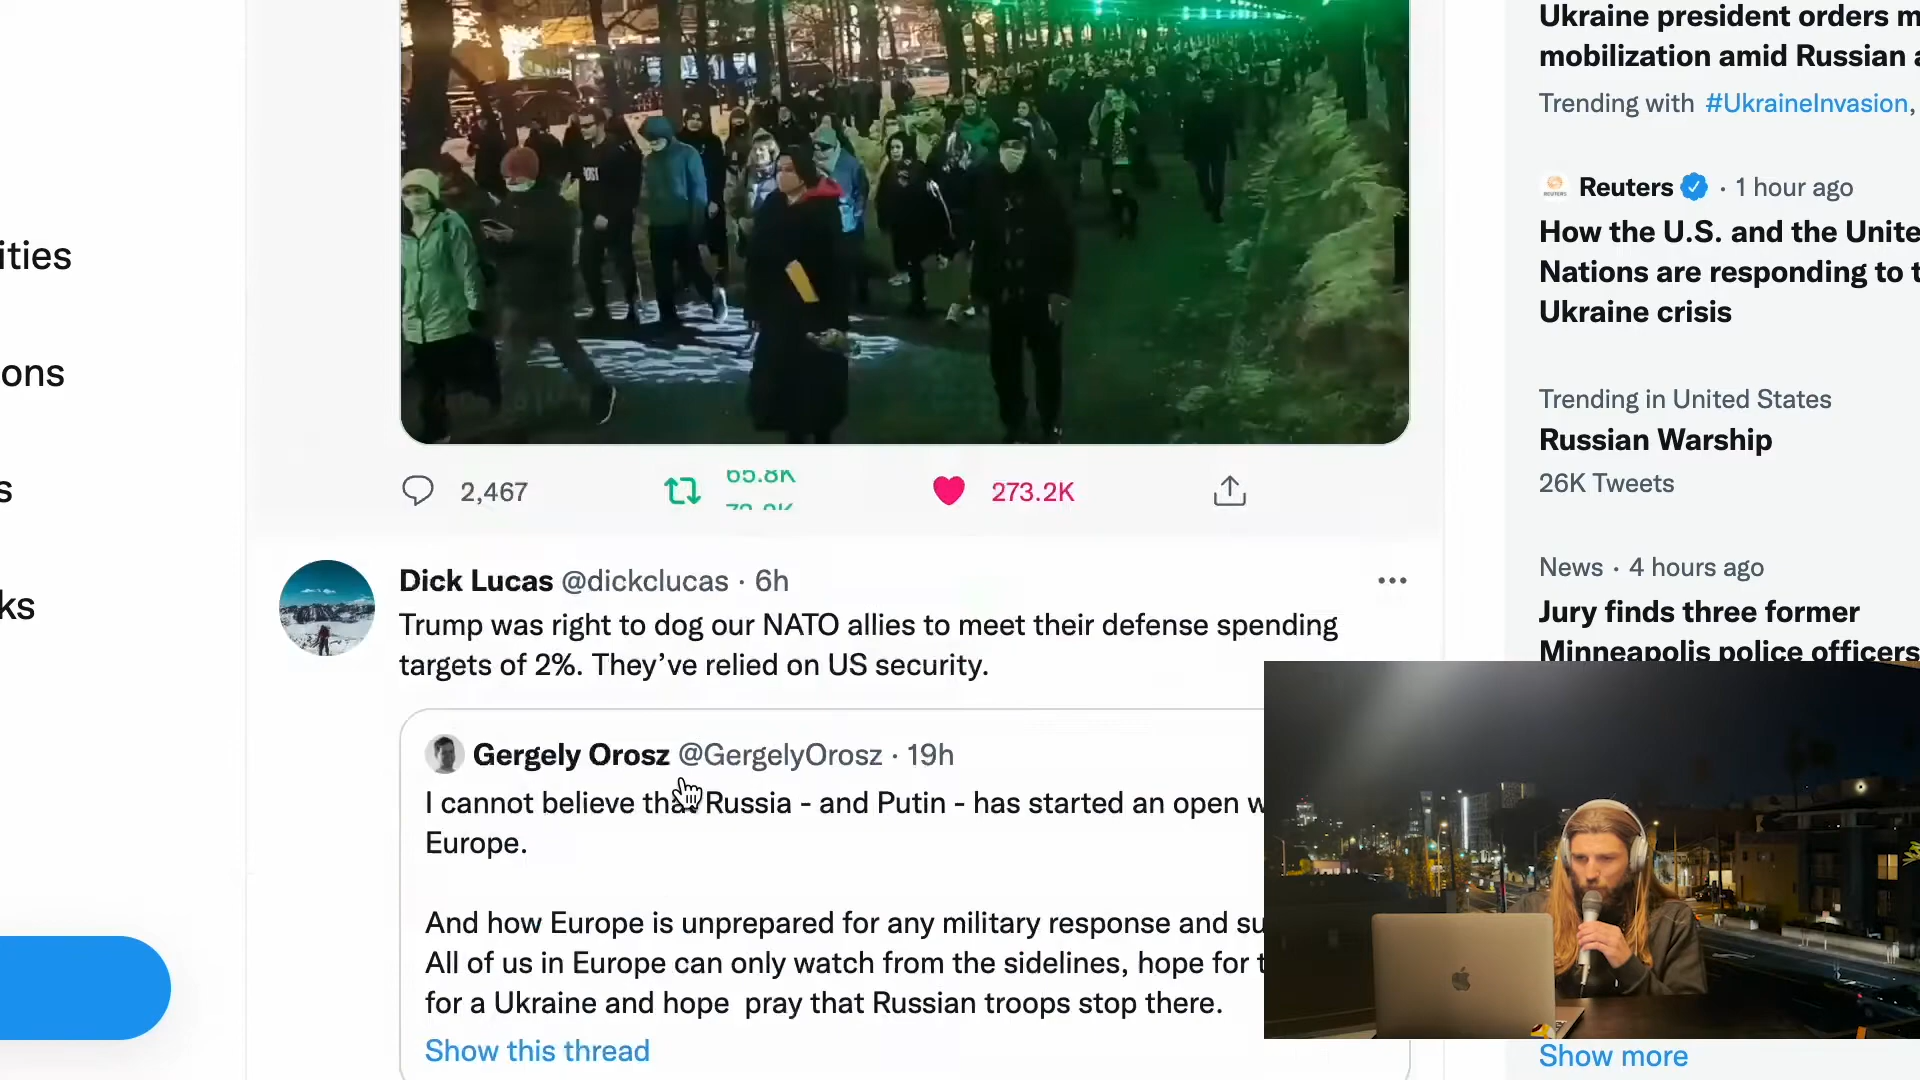 ities
ons
s
ks
2,467
65.8K
273.2K
Dick Lucas @dickclucas · 6h
Trump was right to dog our NATO allies to meet their defense spending
targets of 2%. They’ve relied on US security.
Gergely Orosz @GergelyOrosz · 19h
I cannot believe tha Russia - and Putin - has started an open w
Europe.
And how Europe is unprepared for any military response and su
All of us in Europe can only watch from the sidelines, hope for t
for a Ukraine and hope pray that Russian troops stop there.
Show this thread
Ukraine president orders m
mobilization amid Russian a
Trending with #UkraineInvasion,
Reuters · 1 hour ago
How the U.S. and the Unite
Nations are responding to t
Ukraine crisis
Trending in United States
Russian Warship
26K Tweets
News · 4 hours ago
Jury finds three former
Minneapolis police officers
Show more